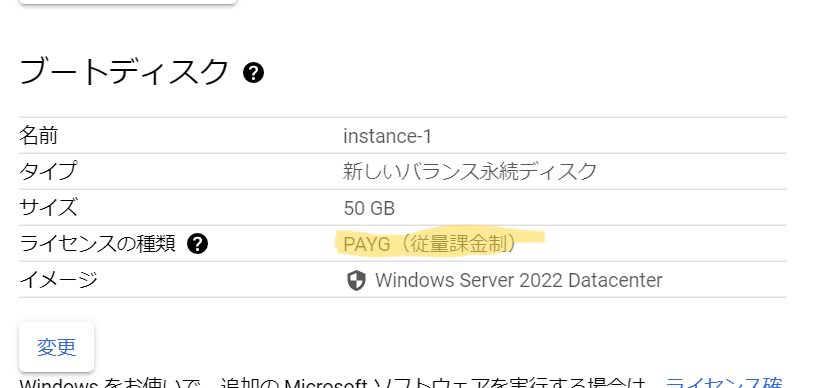 ブートディスク
名前 instance-1
タイプ 新しいバランス永続ディスク
サイズ 50 GB
ライセンスの種類 PAYG（従量課金制）
イメージ Windows Server 2022 Datacenter
変更
Windows をお使いで、追加の Microsoft ソフトウェアを実行する場合は、ライセンス確